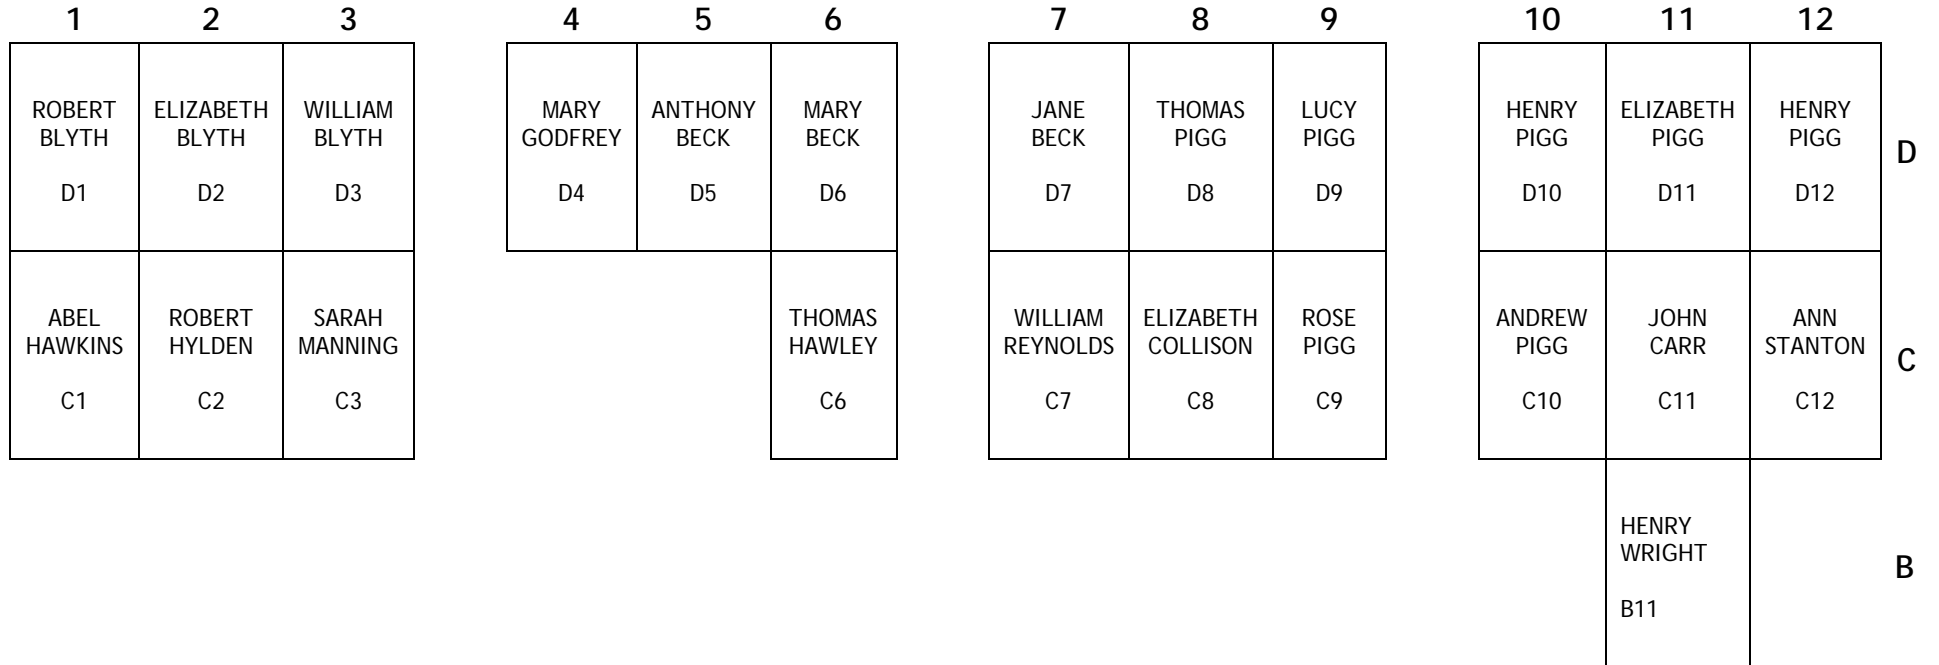 1 2 3 4 5 6 7 8 9 10 11 12
ROBERT ELIZABETH WILLIAM MARY ANTHONY MARY JANE THOMAS LUCY HENRY ELIZABETH HENRY
BLYTH BLYTH BLYTH GODFREY BECK BECK BECK PIGG PIGG PIGG PIGG PIGG
D
D1 D2 D3 D4 D5 D6 D7 D8 D9 D10 D11 D12
ABEL ROBERT SARAH THOMAS WILLIAM ELIZABETH ROSE ANDREW JOHN ANN
HAWKINS HYLDEN MANNING HAWLEY REYNOLDS COLLISON PIGG PIGG CARR STANTON
C
C1 C2 C3 C6 C7 C8 C9 C10 C11 C12
HENRY
WRIGHT
B
B11